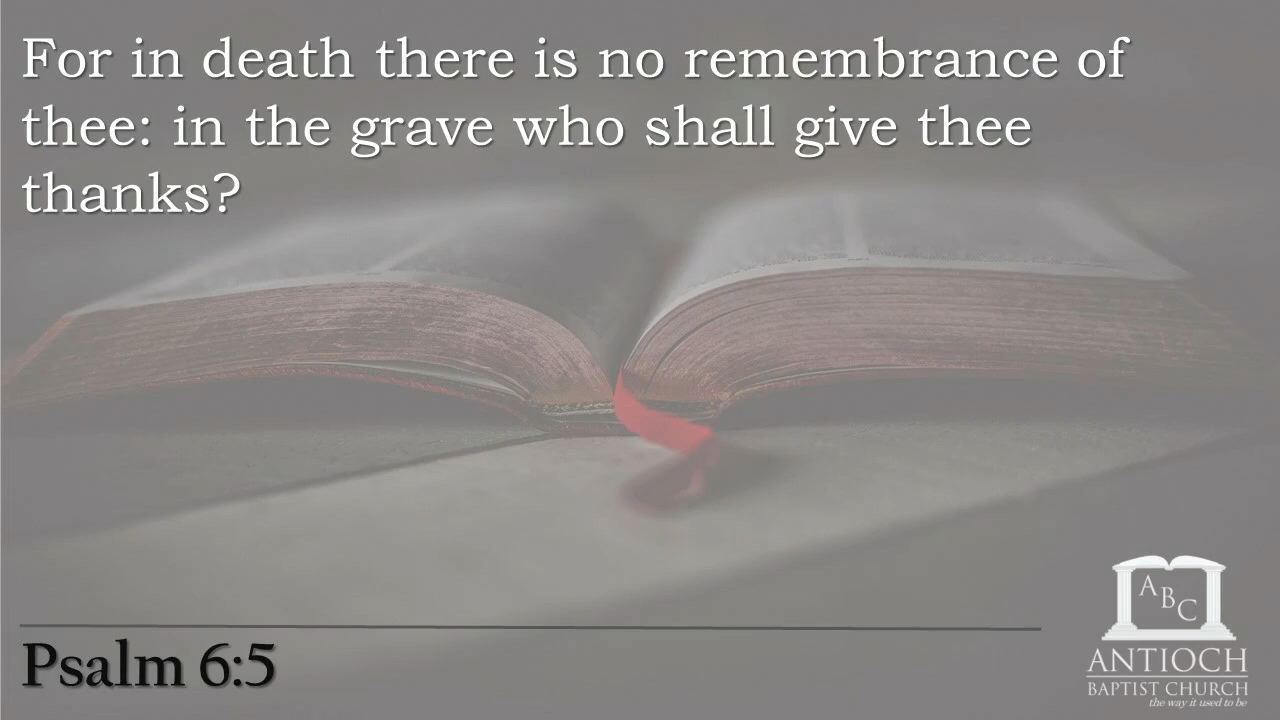 For in death there is no remembrance of
thee: in the grave who shall give thee
thanks?
Psalm 6:5
A
B
C
ANTIOCH
BAPTIST CHURCH
the way it used to be